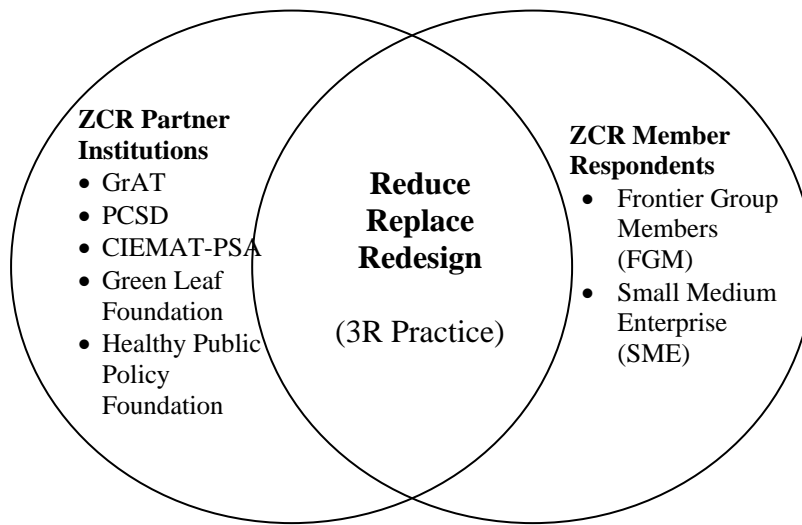 ZCR Partner
Institutions
• GrAT
• PCSD
• CIEMAT-PSA
• Green Leaf
Foundation
• Healthy Public
Policy
Foundation
Reduce
Replace
Redesign
(3R Practice)
ZCR Member
Respondents
• Frontier Group
Members
(FGM)
• Small Medium
Enterprise
(SME)